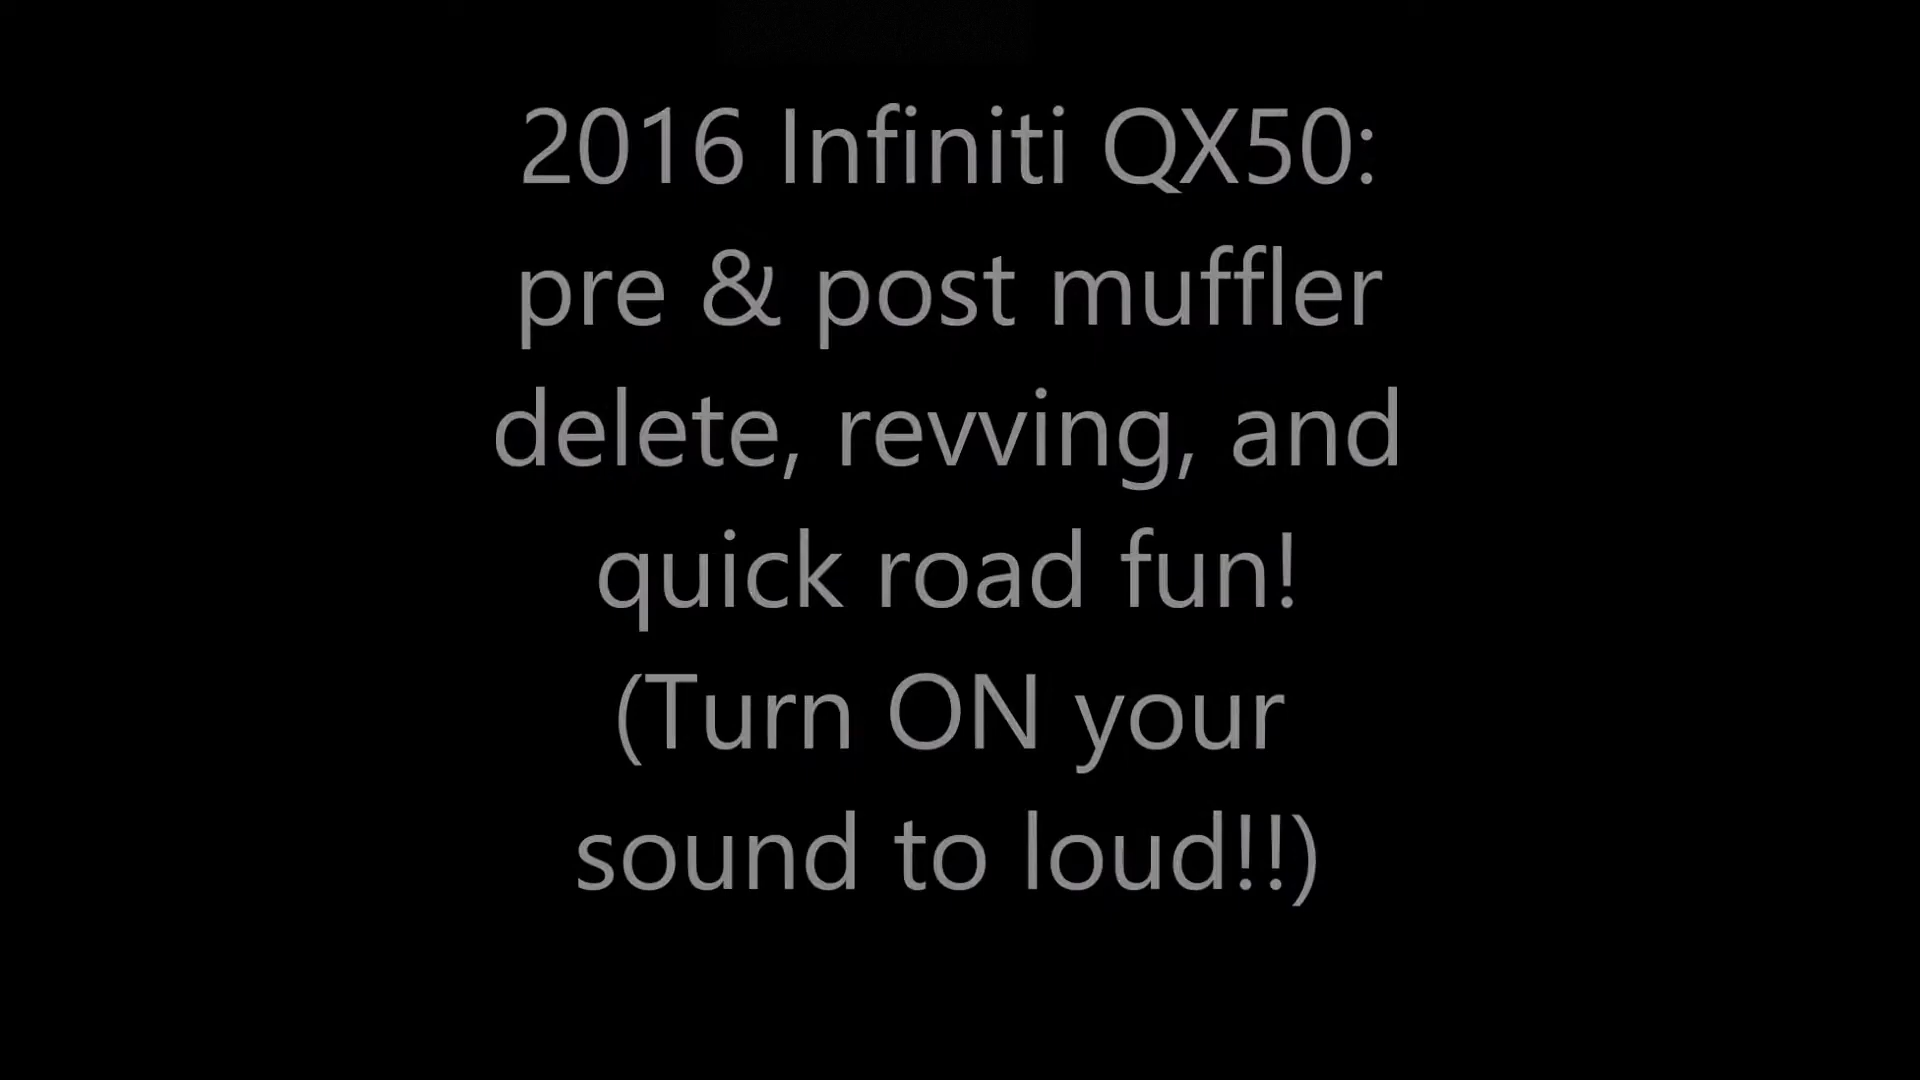 2016 Infiniti QX50:
pre & post muffler
delete, revving, and
quick road fun!
(Turn ON your
sound to loud!!)